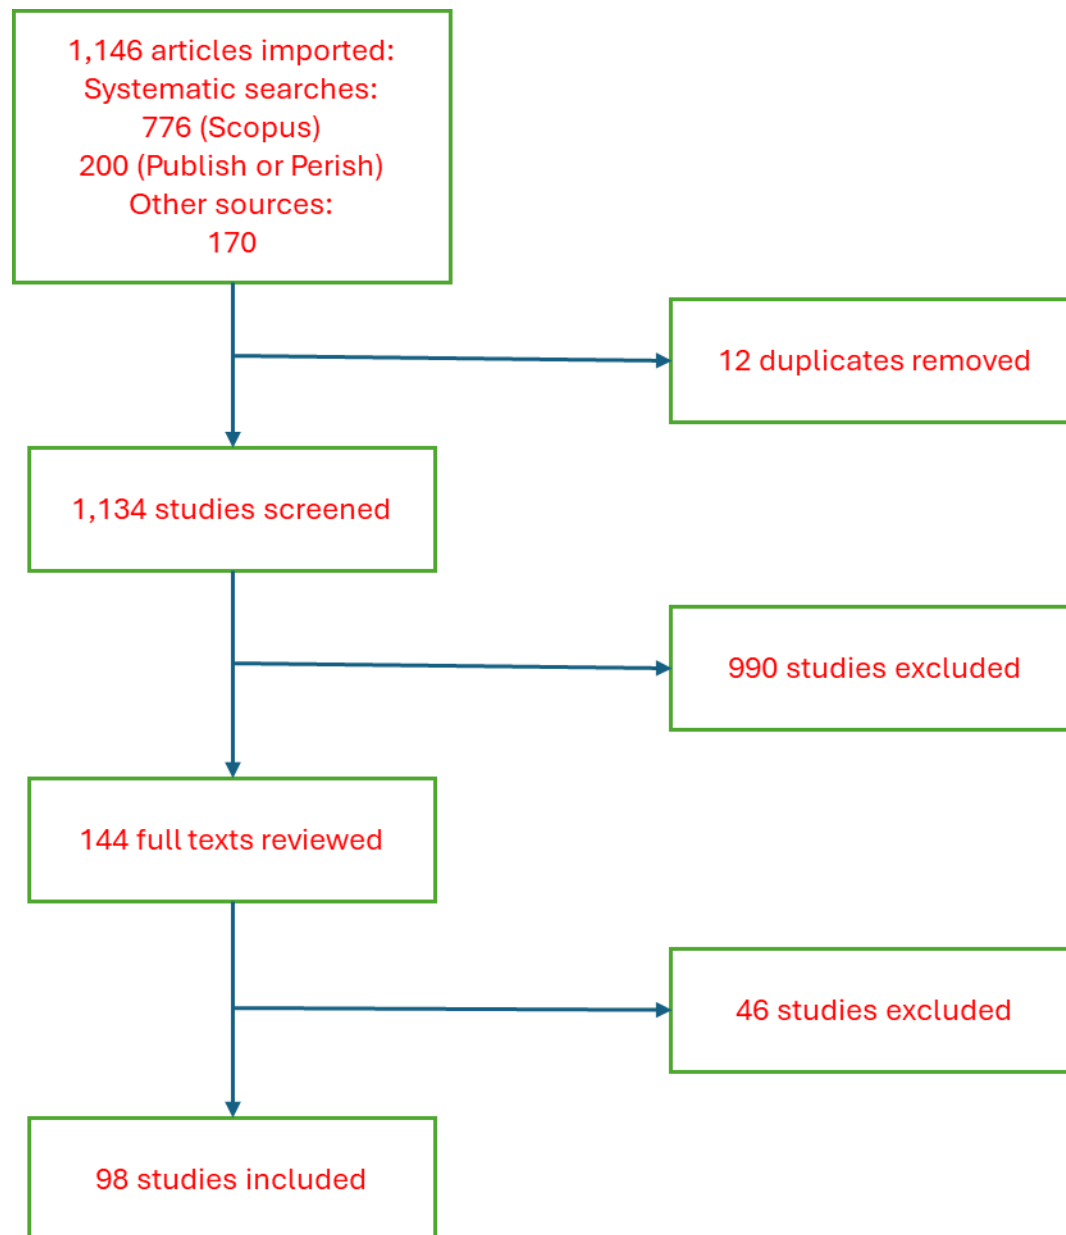 1,146 articles imported:
Systematic searches:
776 (Scopus)
200 (Publish or Perish)
Other sources:
170
12 duplicates removed
1,134 studies screened
990 studies excluded
144 full texts reviewed
46 studies excluded
98 studies included